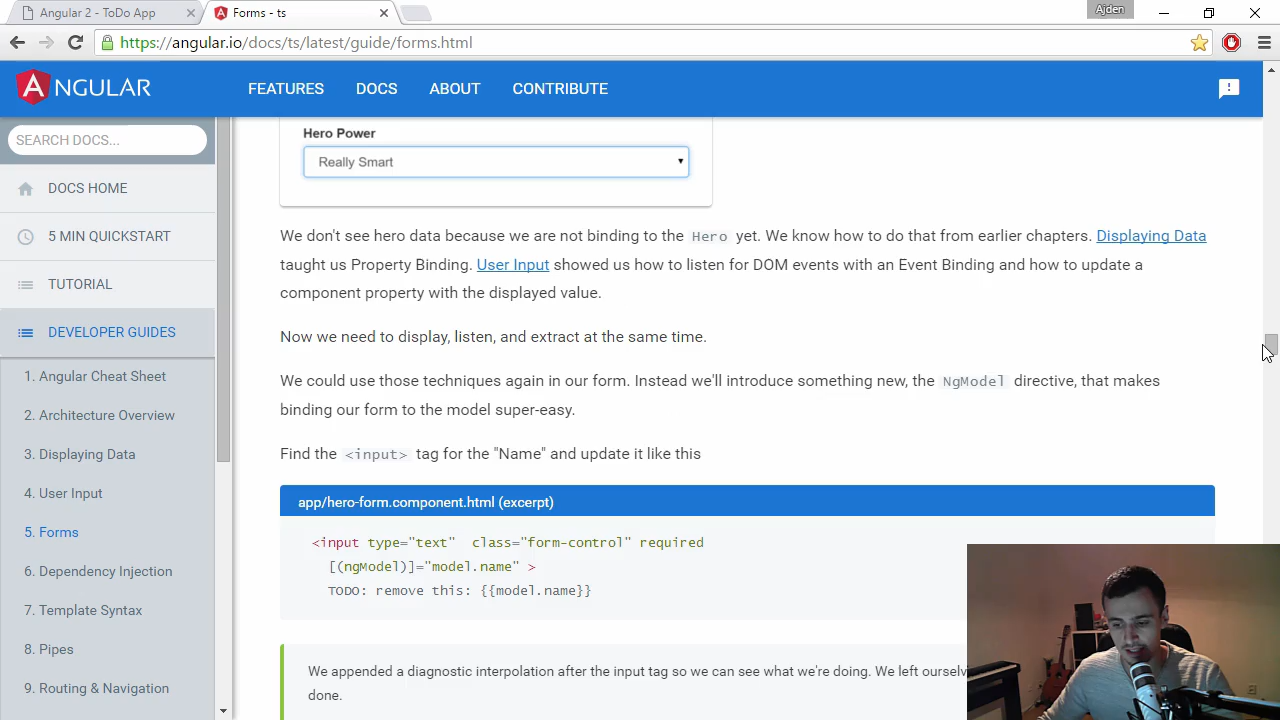 Angular 2 - ToDo App
Forms - ts
Ajden
https://angular.io/docs/ts/latest/guide/forms.html
ANGULAR
FEATURES
DOCS
ABOUT
CONTRIBUTE
SEARCH DOCS...
DOCS HOME
5 MIN QUICKSTART
TUTORIAL
DEVELOPER GUIDES
1. Angular Cheat Sheet
2. Architecture Overview
3. Displaying Data
4. User Input
5. Forms
6. Dependency Injection
7. Template Syntax
8. Pipes
9. Routing & Navigation
Hero Power
Really Smart
We don't see hero data because we are not binding to the Hero yet. We know how to do that from earlier chapters. Displaying Data
taught us Property Binding. User Input showed us how to listen for DOM events with an Event Binding and how to update a
component property with the displayed value.
Now we need to display, listen, and extract at the same time.
We could use those techniques again in our form. Instead we'll introduce something new, the NgModel directive, that makes
binding our form to the model super-easy.
Find the <input> tag for the "Name" and update it like this
app/hero-form.component.html (excerpt)
<input type="text"  class="form-control" required
[(ngModel)]="model.name" >
TODO: remove this: {{model.name}}
We appended a diagnostic interpolation after the input tag so we can see what we're doing. We left ourselv
done.